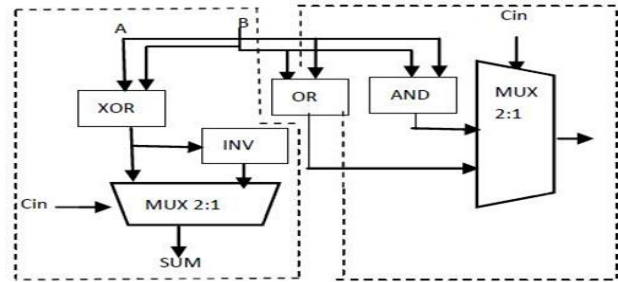 A
B
Cin
XOR
OR
AND
MUX
2:1
INV
Cin
MUX 2:1
SUM